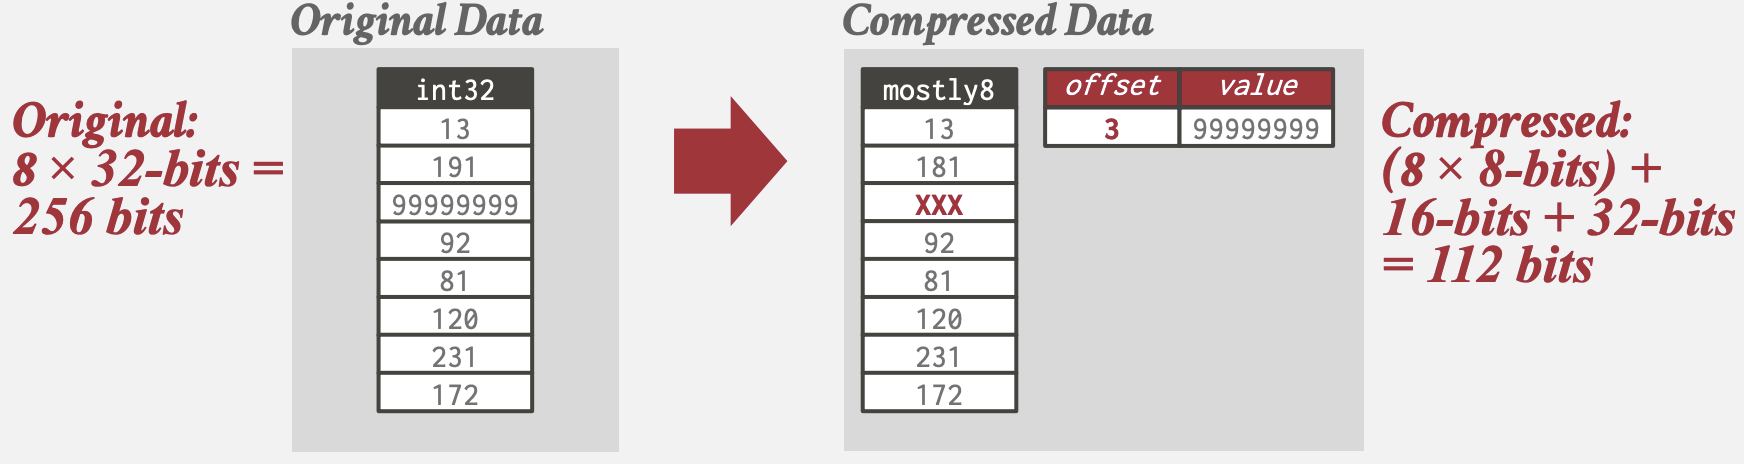 Original Data
Compressed Data
Original:
8 × 32-bits =
256 bits
int32
13
191
99999999
92
81
120
231
172
mostly8
13
181
XXX
92
81
120
231
172
offset value
3 99999999
Compressed:
(8 × 8-bits) +
16-bits + 32-bits
= 112 bits